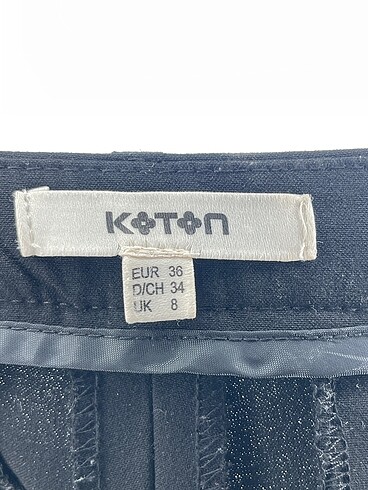 KOTON
EUR 36
D/CH 34
UK 8